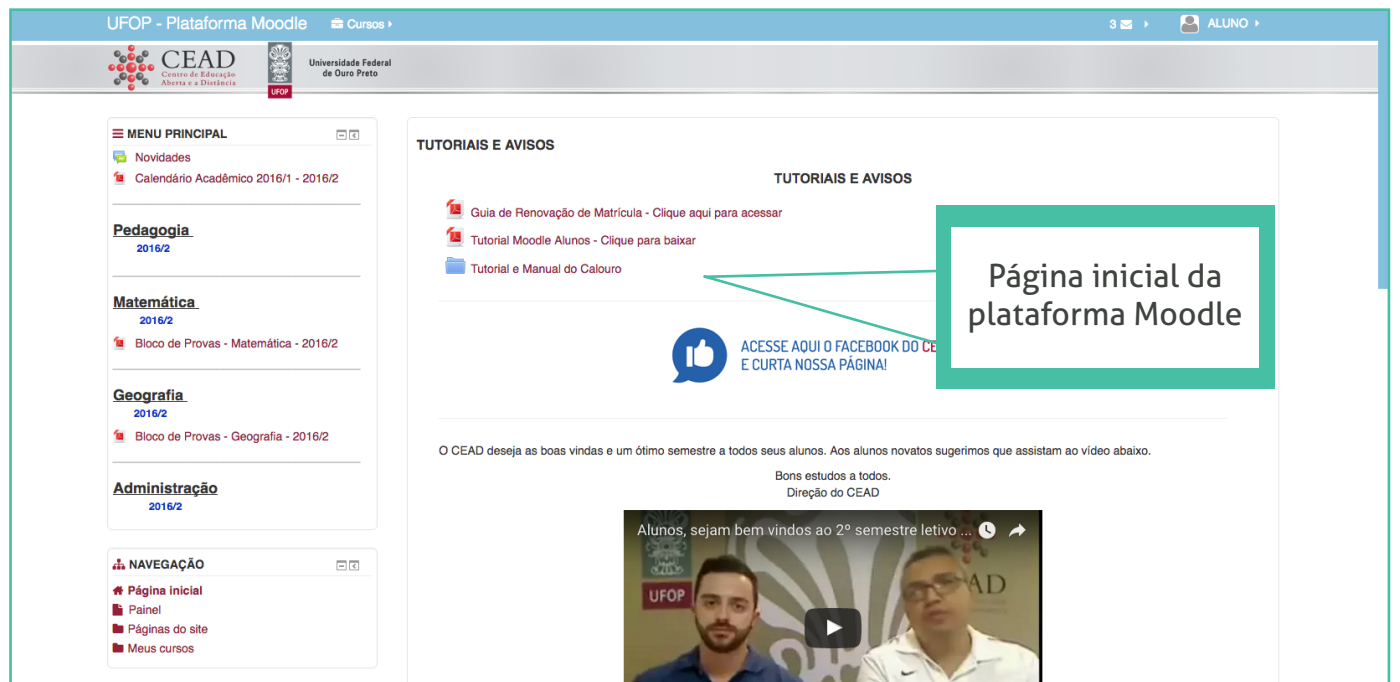 UFOP - Plataforma Moodle
Cursos
3
ALUNO
CEAD
Centro de Educação
Aberta e a Distância
UFOP
Universidade Federal
de Ouro Preto
MENU PRINCIPAL
Novidades
Calendário Acadêmico 2016/1 - 2016/2
Pedagogia
2016/2
Matemática
2016/2
Bloco de Provas - Matemática - 2016/2
Geografia
2016/2
Bloco de Provas - Geografia - 2016/2
Administração
2016/2
NAVEGAÇÃO
Página inicial
Painel
Páginas do site
Meus cursos
TUTORIAIS E AVISOS
TUTORIAIS E AVISOS
Guia de Renovação de Matrícula - Clique aqui para acessar
Tutorial Moodle Alunos - Clique para baixar
Tutorial e Manual do Calouro
Página inicial da
plataforma Moodle
ACESSE AQUI O FACEBOOK DO
E CURTA NOSSA PÁGINA!
O CEAD deseja as boas vindas e um ótimo semestre a todos seus alunos. Aos alunos novatos sugerimos que assistam ao vídeo abaixo.
Bons estudos a todos.
Direção do CEAD
Alunos, sejam bem vindos ao 2º semestre letivo ...
UFOP
AD